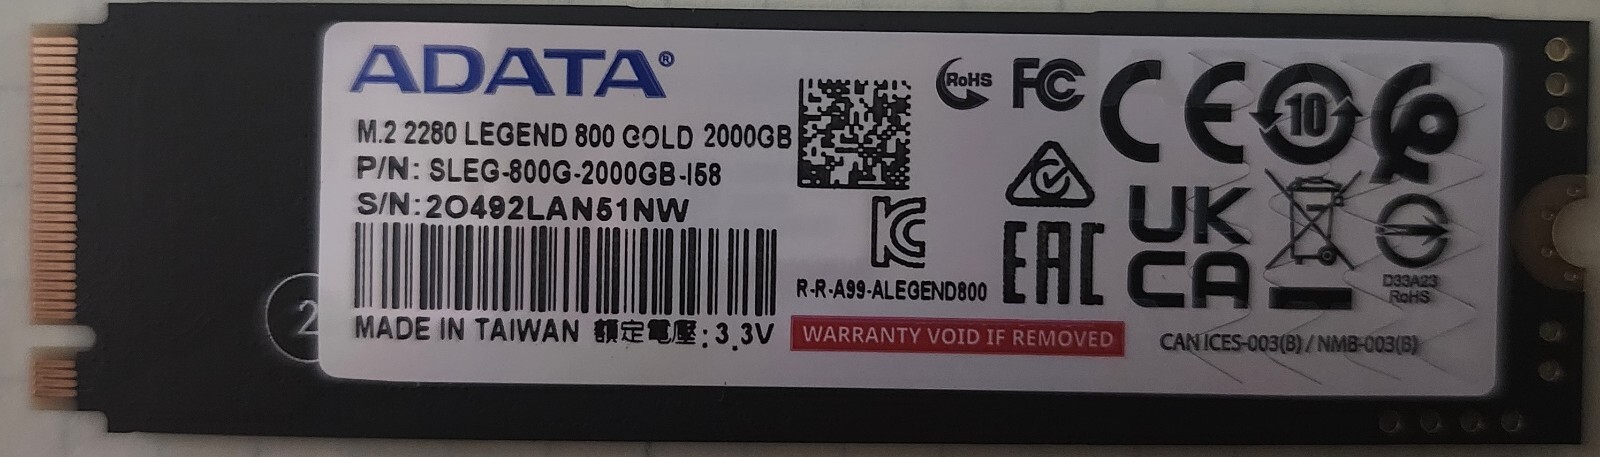 ADATA®
M.2 2280 LEGEND 800 GOLD 2000GB
P/N: SLEG-800G-2000GB-I58
S/N:2O492LAN51NW
MADE IN TAIWAN 額定電壓:3.3V
RoHS
FC
CE
10
UK
CA
EAC
KC
R-R-A99-ALEGEND800
WARRANTY VOID IF REMOVED
D33A23
RoHS
CAN ICES-003(B) / NMB-003(B)
2